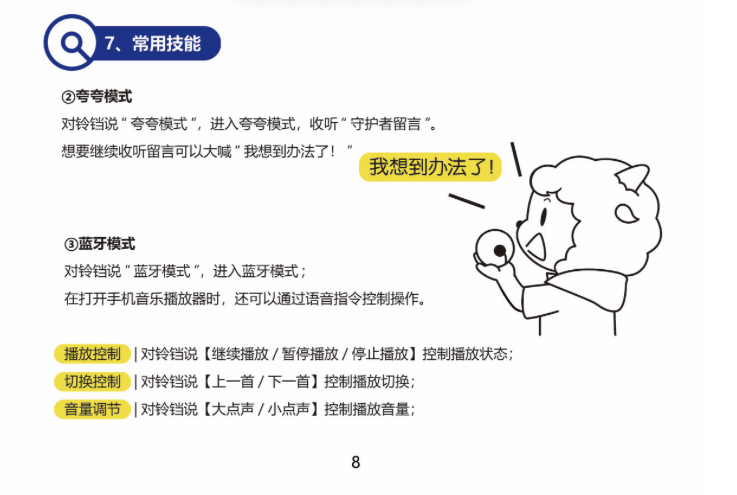 7、常用技能
②夸夸模式
对铃铛说“夸夸模式”，进入夸夸模式，收听“守护者留言”。
想要继续收听留言可以大喊“我想到办法了！”
我想到办法了!
③蓝牙模式
对铃铛说“蓝牙模式”，进入蓝牙模式；
在打开手机音乐播放器时，还可以通过语音指令控制操作。
播放控制 | 对铃铛说【继续播放 / 暂停播放 / 停止播放】控制播放状态；
切换控制 | 对铃铛说【上一首 / 下一首】控制播放切换；
音量调节 | 对铃铛说【大点声 / 小点声】控制播放音量；
8